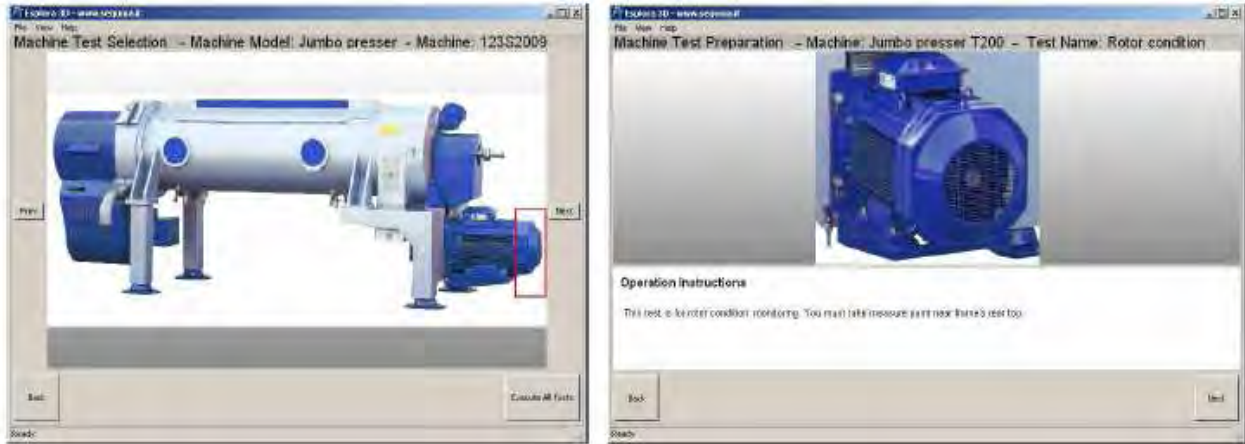 Esplora 3D - www.sequoia.it
File View Help
Machine Test Selection - Machine Model: Jumbo presser - Machine: 123S2009
Prev
Next
Back
Execute All Tests
Ready
Esplora 3D - www.sequoia.it
File View Help
Machine Test Preparation - Machine: Jumbo presser T200 - Test Name: Rotor condition
Operation Instructions
This test is for rotor condition monitoring. You must take measure point near frame's rear top.
Back
Next
Ready